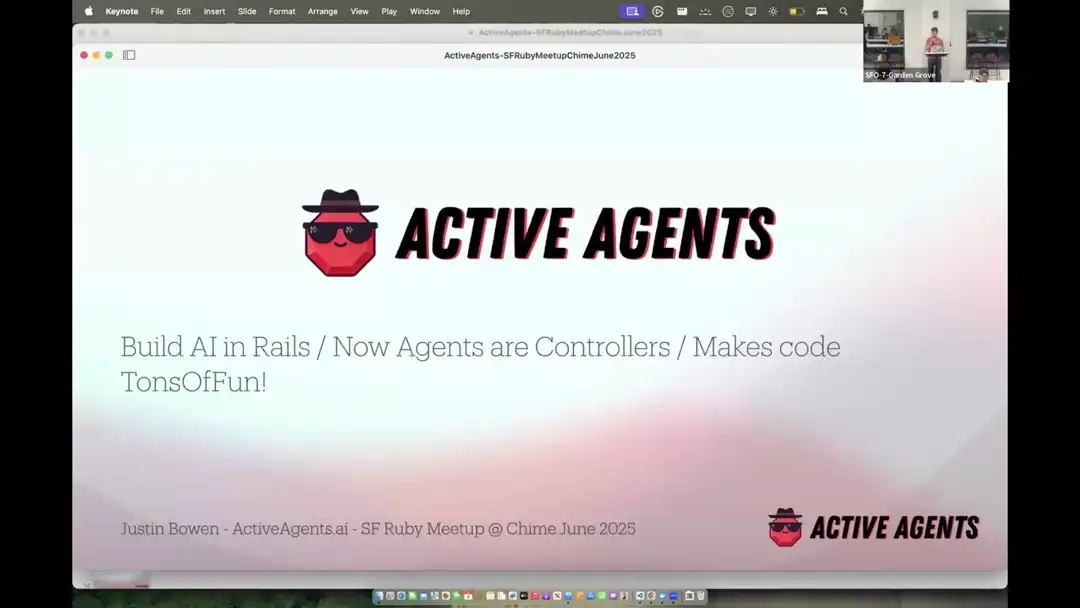 Keynote File Edit Insert Slide Format Arrange View Play Window Help
ActiveAgents-SFRubyMeetupChimeJune2025
ActiveAgents-SFRubyMeetupChimeJune2025
SFO-7-Garden Grove
ACTIVE AGENTS
Build AI in Rails / Now Agents are Controllers / Makes code
TonsOfFun!
Justin Bowen - ActiveAgents.ai - SF Ruby Meetup @ Chime June 2025
ACTIVE AGENTS